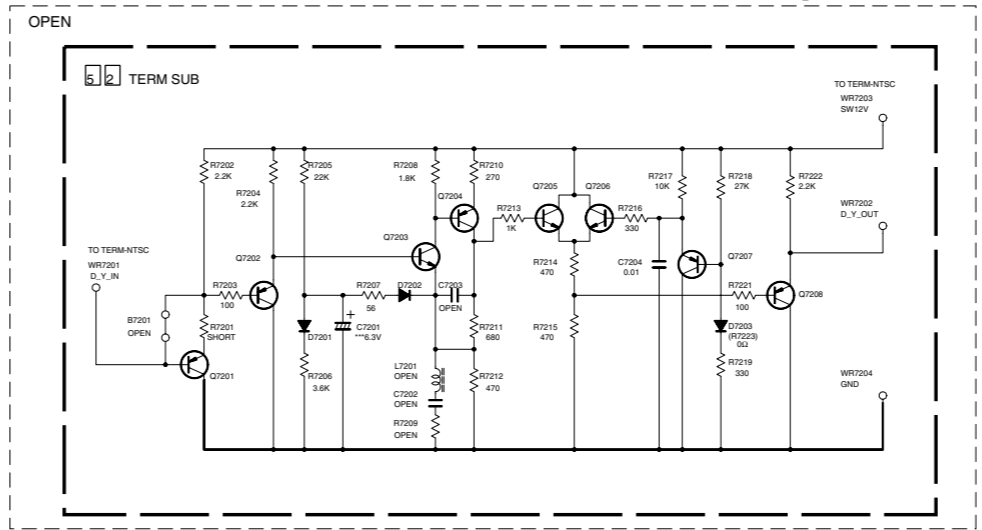 OPEN
5 2 TERM SUB
TO TERM-NTSC
WR7203
SW12V
R7202
2.2K
R7204
2.2K
R7205
22K
R7208
1.8K
R7210
270
Q7204
Q7205
Q7206
R7217
10K
R7218
27K
R7222
2.2K
WR7202
D_Y_OUT
R7213
1K
R7216
330
TO TERM-NTSC
WR7201
D_Y_IN
Q7202
Q7203
R7214
470
C7204
0.01
Q7207
R7203
100
R7207
56
D7202
C7203
OPEN
R7221
100
Q7208
B7201
OPEN
R7201
SHORT
D7201
+
C7201
***6.3V
R7211
680
R7215
470
D7203
(R7223)
0Ω
Q7201
R7206
3.6K
L7201
OPEN
C7202
OPEN
R7209
OPEN
R7212
470
R7219
330
WR7204
GND